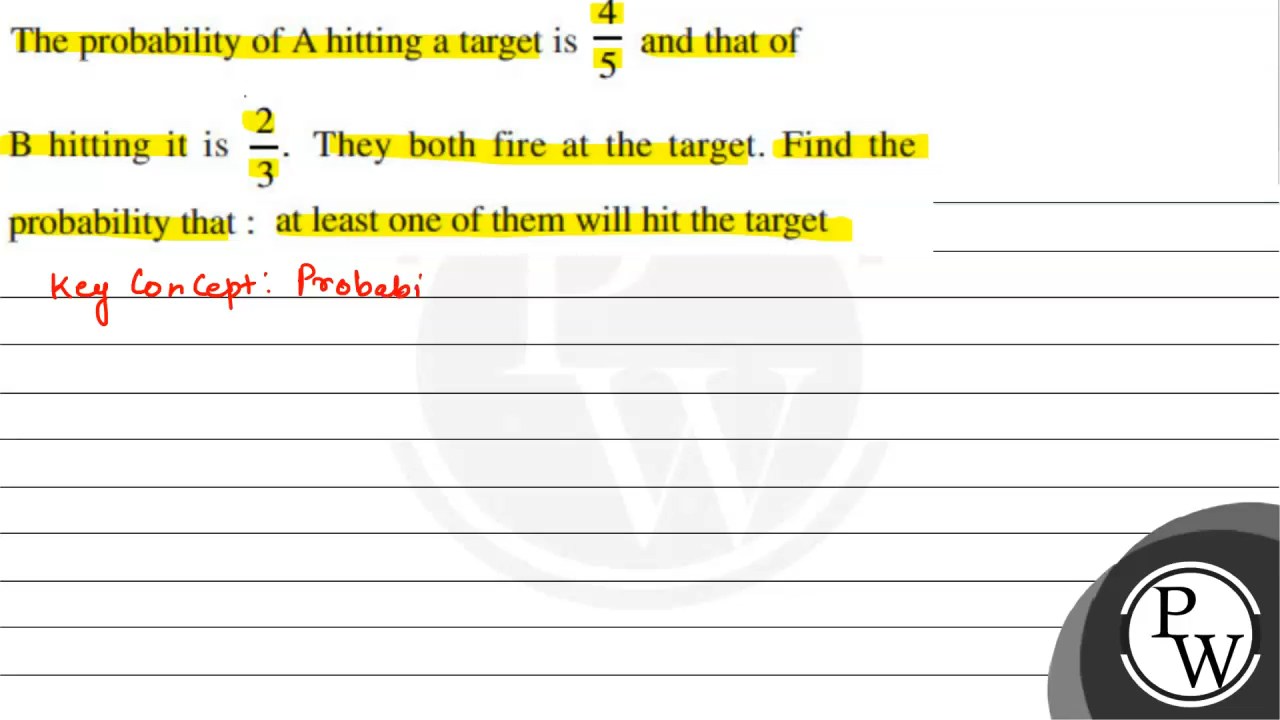 The probability of A hitting a target is 4/5 and that of
B hitting it is 2/3. They both fire at the target. Find the
probability that : at least one of them will hit the target
Key Concept: Probabi
PW
PW